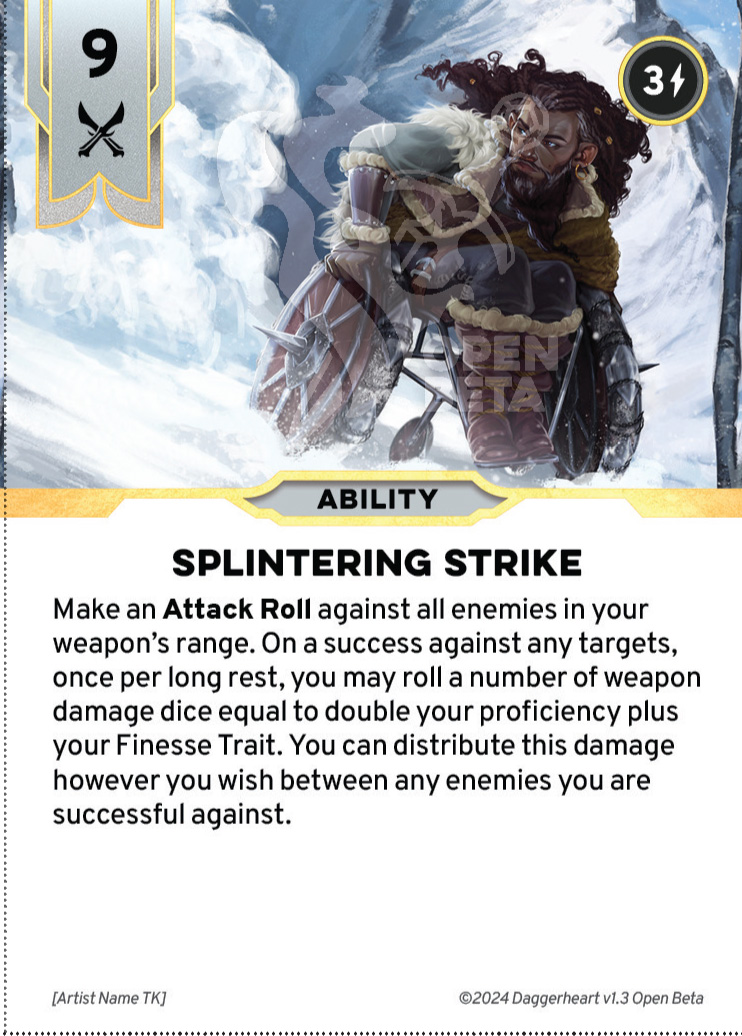 9
3
OPEN
BETA
ABILITY
SPLINTERING STRIKE
Make an Attack Roll against all enemies in your
weapon’s range. On a success against any targets,
once per long rest, you may roll a number of weapon
damage dice equal to double your proficiency plus
your Finesse Trait. You can distribute this damage
however you wish between any enemies you are
successful against.
[Artist Name TK]
©2024 Daggerheart v1.3 Open Beta